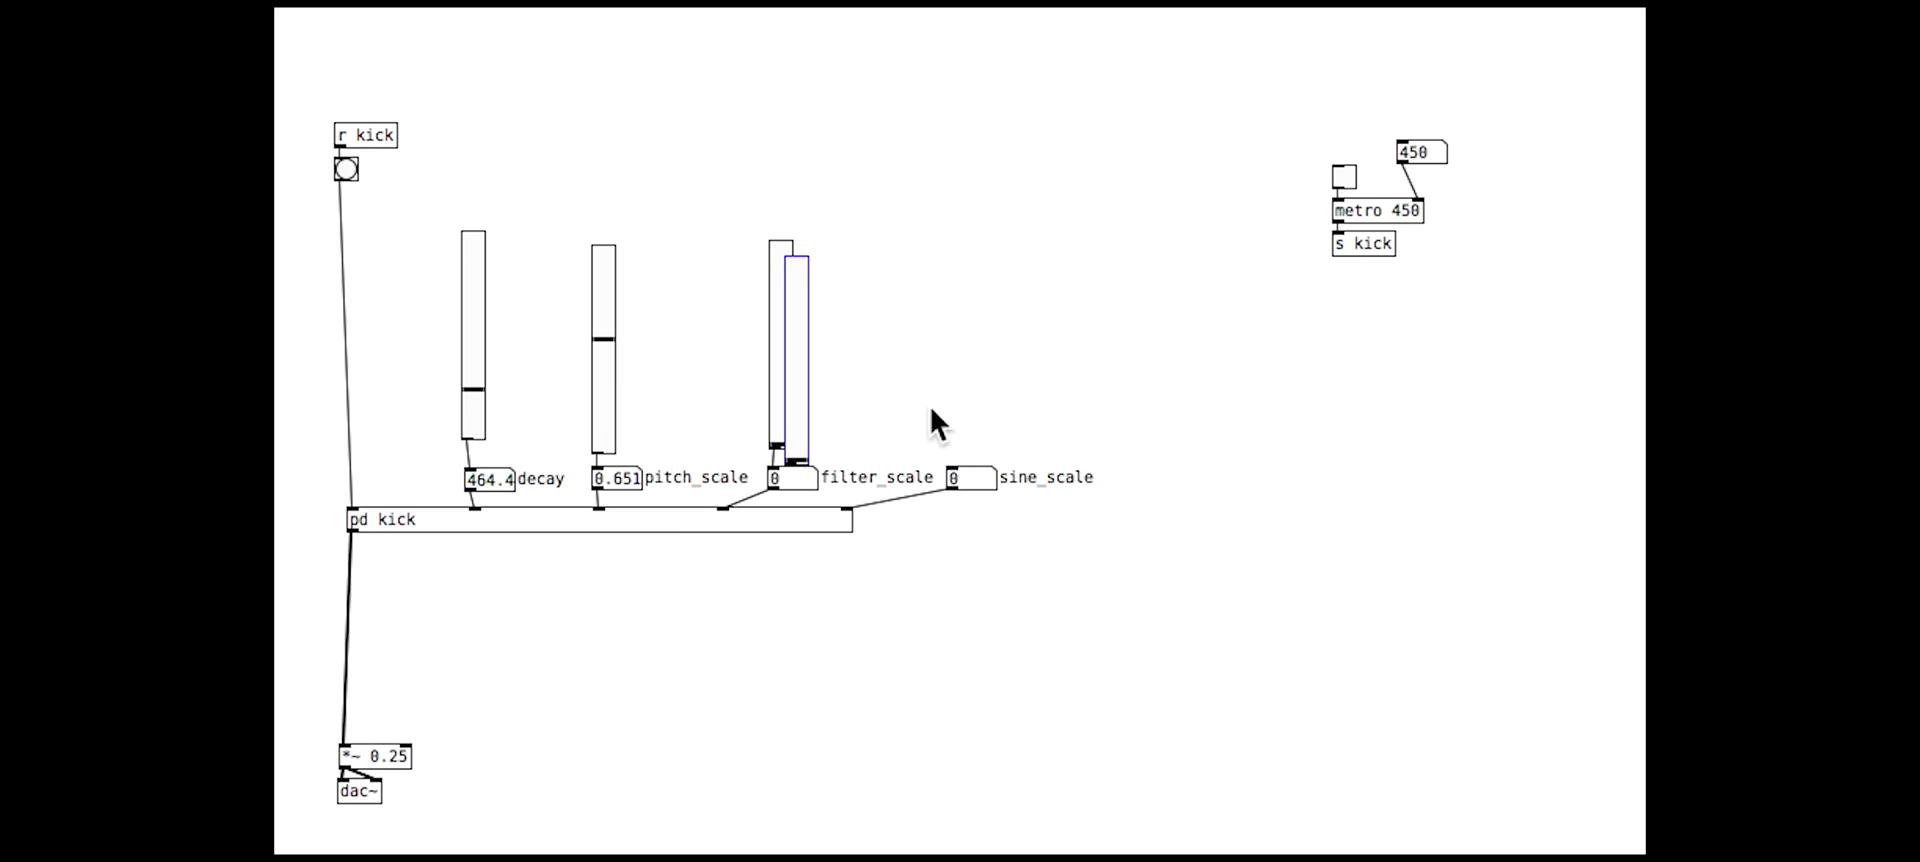 r kick
450
metro 450
s kick
464.4 decay
0.651 pitch_scale
0 filter_scale
0 sine_scale
pd kick
*~ 0.25
dac~